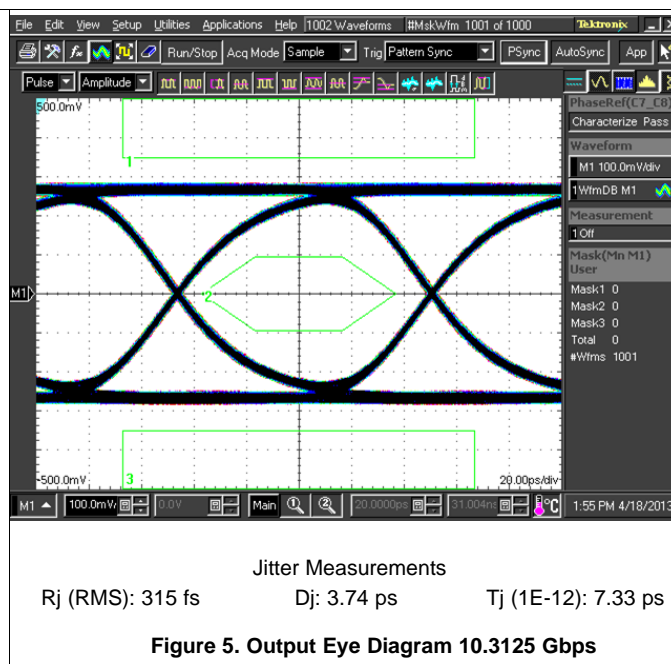 File Edit View Setup Utilities Applications Help 1002 Waveforms #MskWfm 1001 of 1000 Tektronix
Run/Stop Acq Mode Sample Trig Pattern Sync PSync AutoSync App
Pulse Amplitude
PhaseRef(C7_C8)
Characterize Pass
Waveform
M1 100.0mV/div
1WfmDB M1
Measurement
1 Off
Mask(Mn M1)
User
Mask1 0
Mask2 0
Mask3 0
Total 0
#Wfms 1001
500.0mV
1
M1
2
3
-500.0mV
20.00ps/div
M1 100.0mV/ 0.0V Main 1 2 20.0000ps 31.004ns °C 1:55 PM 4/18/2013
Jitter Measurements
Rj (RMS): 315 fs Dj: 3.74 ps Tj (1E-12): 7.33 ps
Figure 5. Output Eye Diagram 10.3125 Gbps